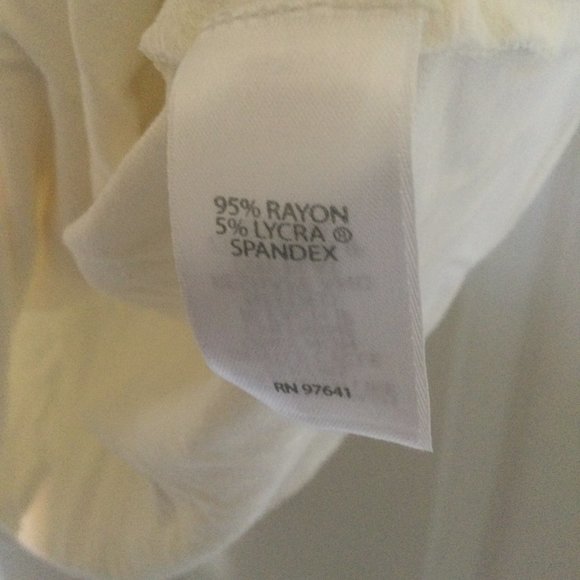 95% RAYON
5% LYCRA ®
SPANDEX
RN 97641